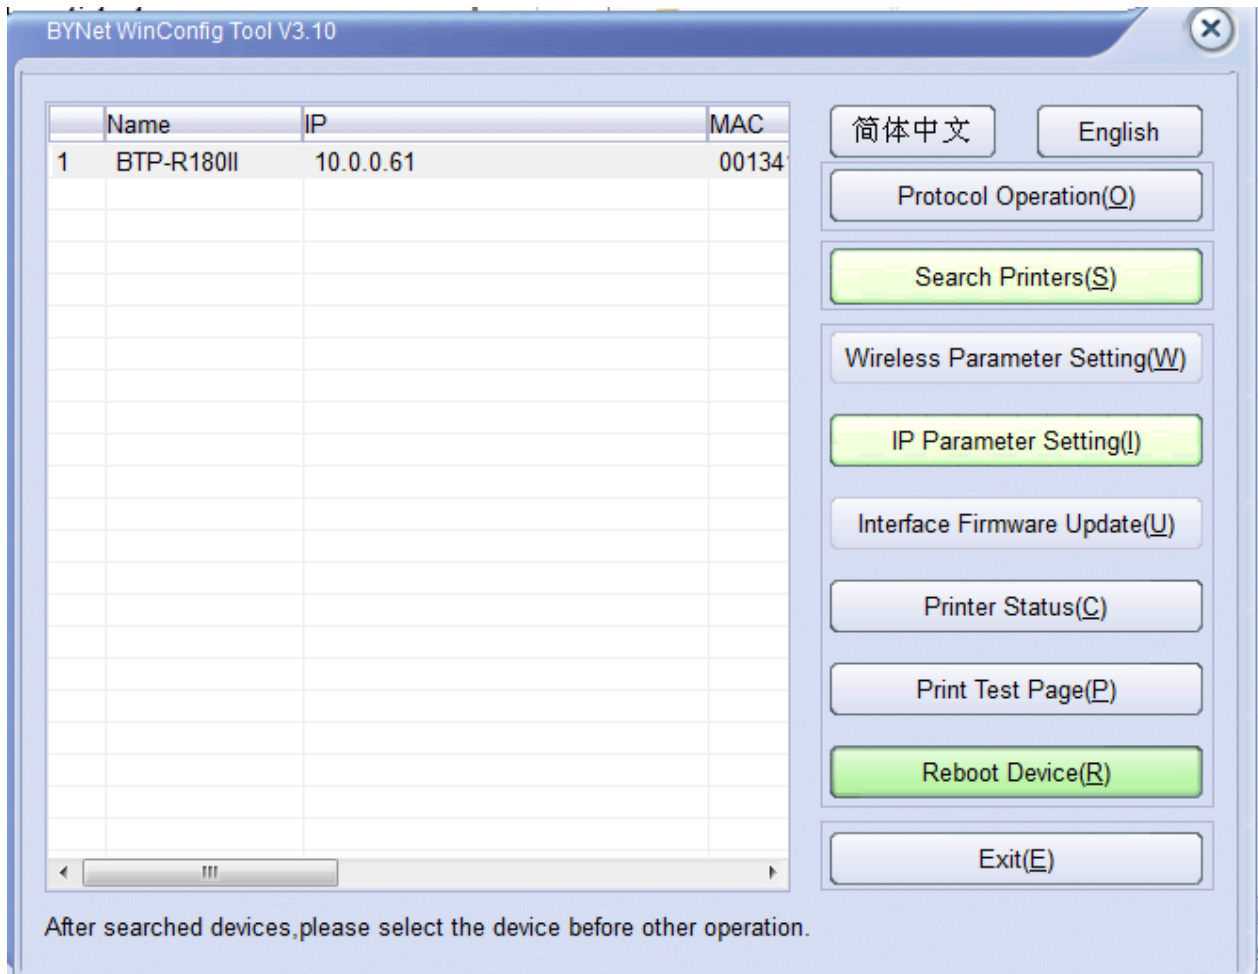 BYNet WinConfig Tool V3.10
Name IP MAC
1 BTP-R180II 10.0.0.61 00134
简体中文 English
Protocol Operation(O)
Search Printers(S)
Wireless Parameter Setting(W)
IP Parameter Setting(I)
Interface Firmware Update(U)
Printer Status(C)
Print Test Page(P)
Reboot Device(R)
Exit(E)
After searched devices,please select the device before other operation.